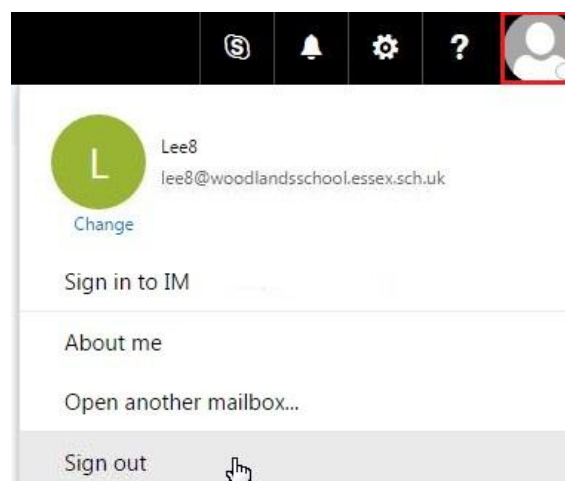 ?
L
Lee8
lee8@woodlandsschool.essex.sch.uk
Change
Sign in to IM
About me
Open another mailbox...
Sign out